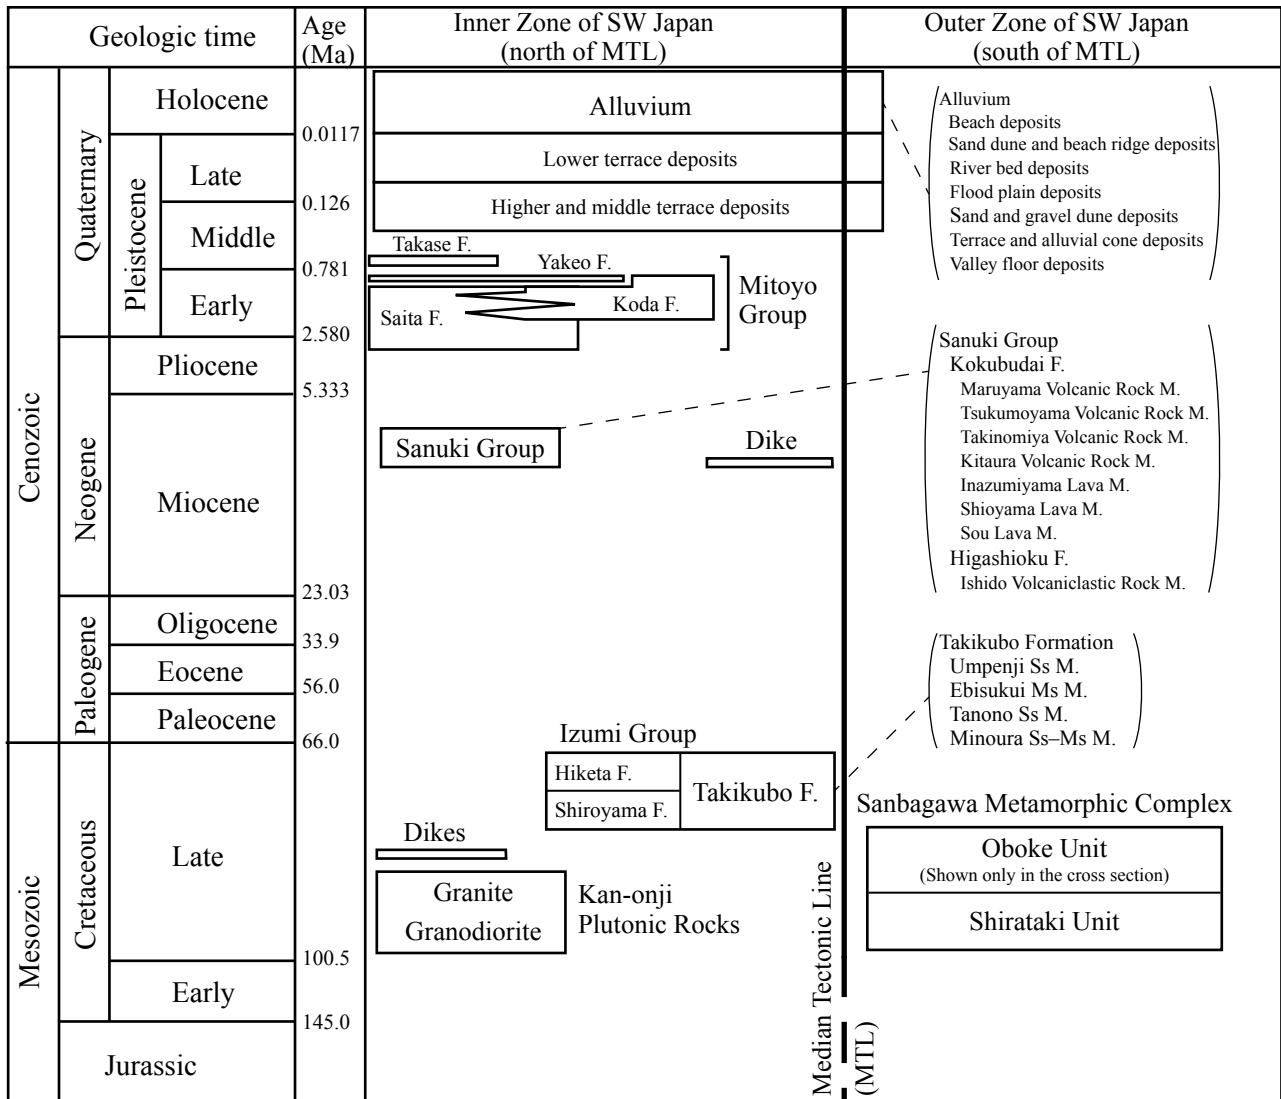 Geologic time
Age
(Ma)
Inner Zone of SW Japan
(north of MTL)
Outer Zone of SW Japan
(south of MTL)
Cenozoic
Mesozoic
Quaternary
Neogene
Paleogene
Cretaceous
Pleistocene
Holocene
Late
Middle
Early
Pliocene
Miocene
Oligocene
Eocene
Paleocene
Late
Early
Jurassic
0.0117
0.126
0.781
2.580
5.333
23.03
33.9
56.0
66.0
100.5
145.0
Alluvium
Lower terrace deposits
Higher and middle terrace deposits
Takase F.
Yakeo F.
Saita F.
Koda F.
Mitoyo
Group
Sanuki Group
Dike
Izumi Group
Hiketa F.
Shiroyama F.
Takikubo F.
Dikes
Granite
Granodiorite
Kan-onji
Plutonic Rocks
Median Tectonic Line
(MTL)
Alluvium
Beach deposits
Sand dune and beach ridge deposits
River bed deposits
Flood plain deposits
Sand and gravel dune deposits
Terrace and alluvial cone deposits
Valley floor deposits
Sanuki Group
Kokubudai F.
Maruyama Volcanic Rock M.
Tsukumoyama Volcanic Rock M.
Takinomiya Volcanic Rock M.
Kitaura Volcanic Rock M.
Inazumiyama Lava M.
Shioyama Lava M.
Sou Lava M.
Higashioku F.
Ishido Volcaniclastic Rock M.
Takikubo Formation
Umpenji Ss M.
Ebisukui Ms M.
Tanono Ss M.
Minoura Ss–Ms M.
Sanbagawa Metamorphic Complex
Oboke Unit
(Shown only in the cross section)
Shirataki Unit